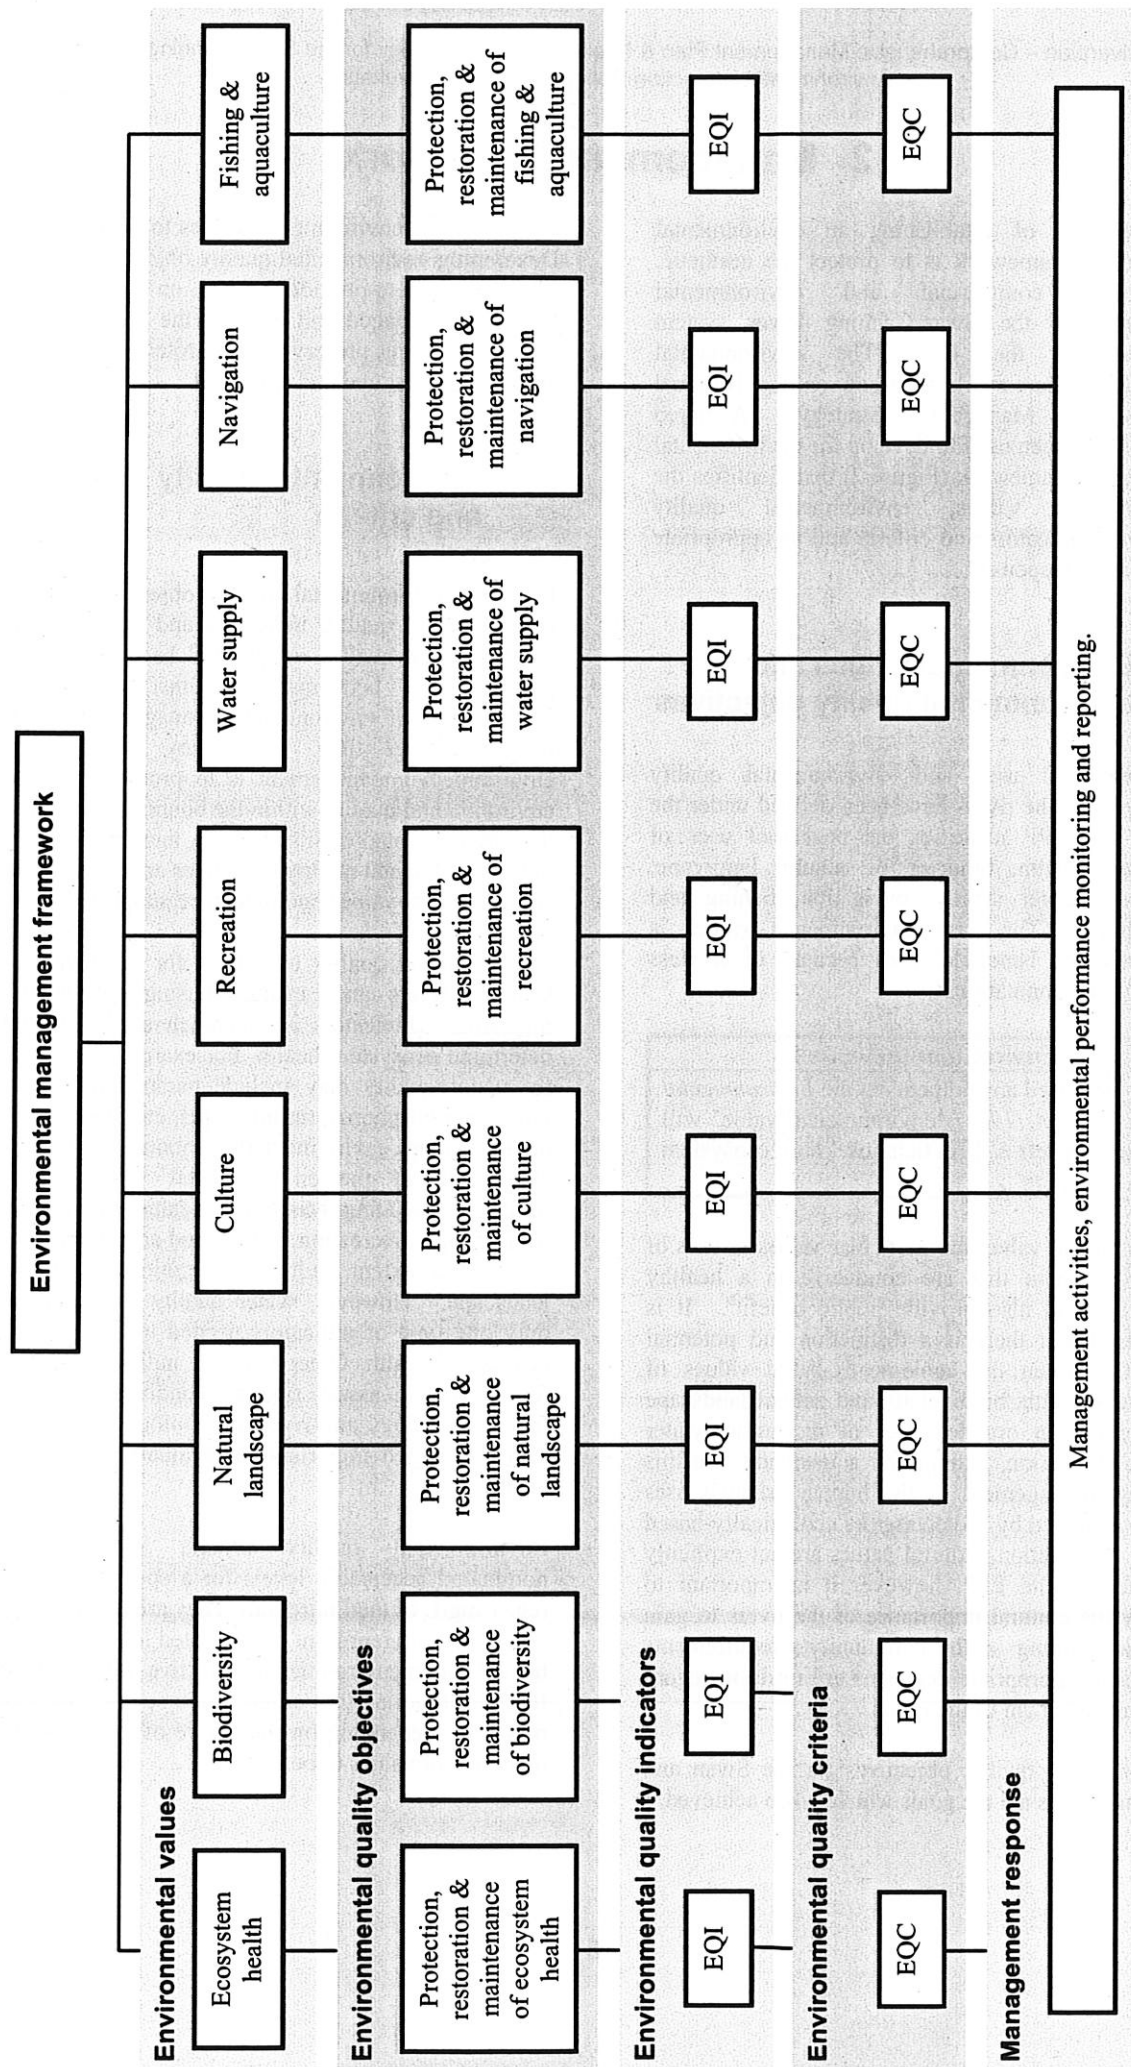 Environmental management framework
Environmental values
Ecosystem
health
Biodiversity
Natural
landscape
Culture
Recreation
Water supply
Navigation
Fishing &
aquaculture
Environmental quality objectives
Protection,
restoration &
maintenance
of ecosystem
health
Protection,
restoration &
maintenance
of biodiversity
Protection,
restoration &
maintenance
of natural
landscape
Protection,
restoration &
maintenance
of culture
Protection,
restoration &
maintenance of
recreation
Protection,
restoration &
maintenance of
water supply
Protection,
restoration &
maintenance of
navigation
Protection,
restoration &
maintenance of
fishing &
aquaculture
Environmental quality indicators
EQI
EQI
EQI
EQI
EQI
EQI
EQI
EQI
Environmental quality criteria
EQC
EQC
EQC
EQC
EQC
EQC
EQC
EQC
Management response
Management activities, environmental performance monitoring and reporting.